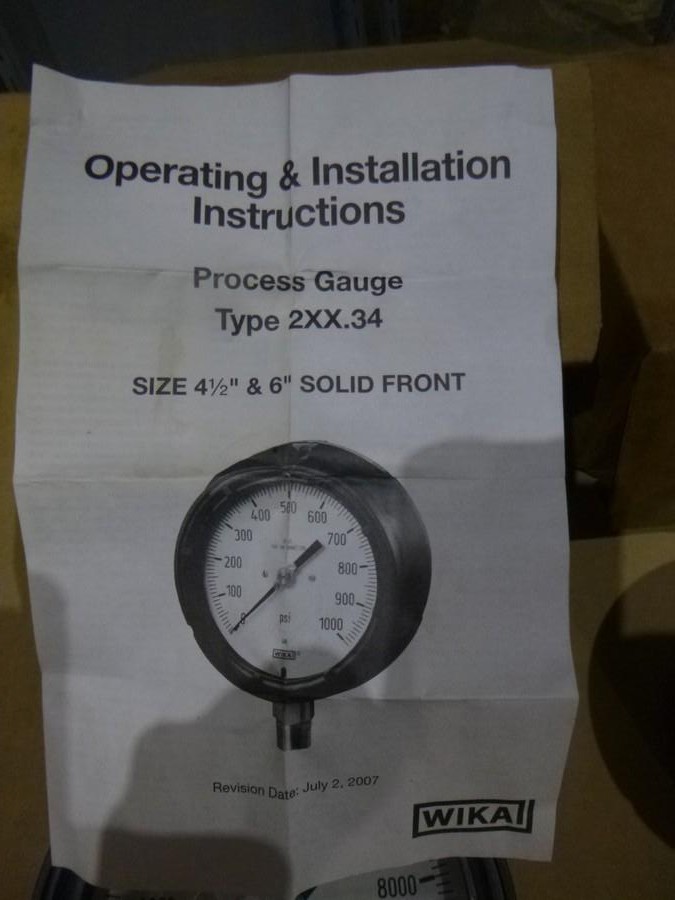 Operating & Installation
Instructions
Process Gauge
Type 2XX.34
SIZE 4½" & 6" SOLID FRONT
500
400
600
300
700
200
800
100
900
0
psi
1000
WIKA
Revision Date: July 2, 2007
WIKA
8000